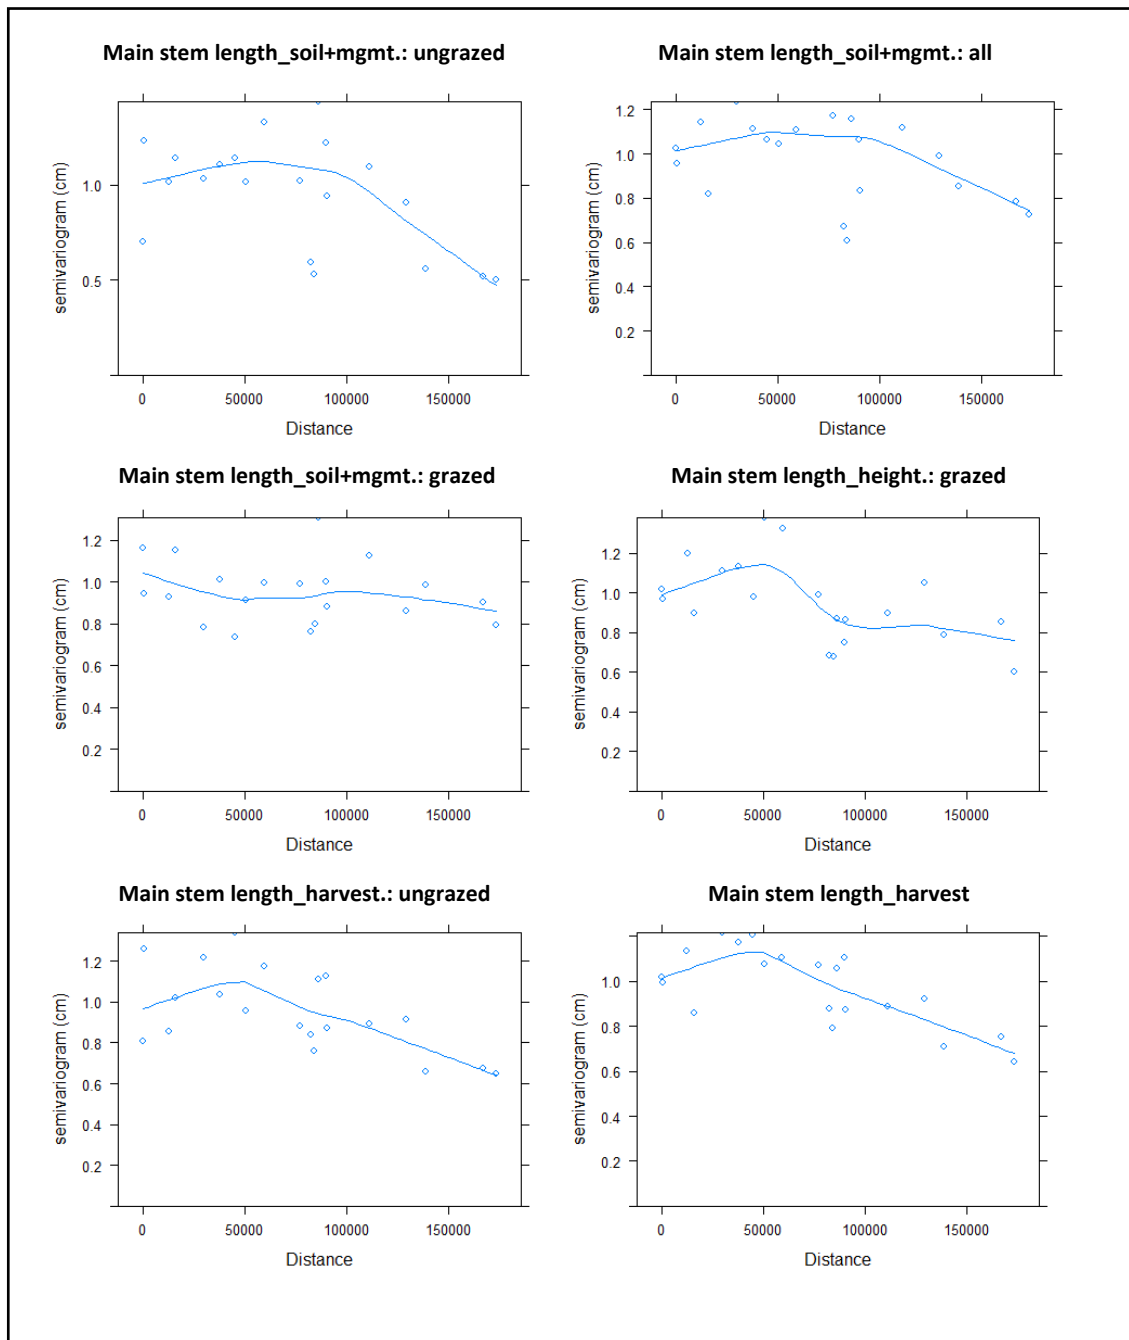 Main stem length_soil+mgmt.: ungrazed
semivariogram (cm)
1.0
0.5
0 50000 100000 150000
Distance
Main stem length_soil+mgmt.: all
semivariogram (cm)
1.2
1.0
0.8
0.6
0.4
0.2
0 50000 100000 150000
Distance
Main stem length_soil+mgmt.: grazed
semivariogram (cm)
1.2
1.0
0.8
0.6
0.4
0.2
0 50000 100000 150000
Distance
Main stem length_height.: grazed
semivariogram (cm)
1.2
1.0
0.8
0.6
0.4
0.2
0 50000 100000 150000
Distance
Main stem length_harvest.: ungrazed
semivariogram (cm)
1.2
1.0
0.8
0.6
0.4
0.2
0 50000 100000 150000
Distance
Main stem length_harvest
semivariogram (cm)
1.0
0.8
0.6
0.4
0.2
0 50000 100000 150000
Distance